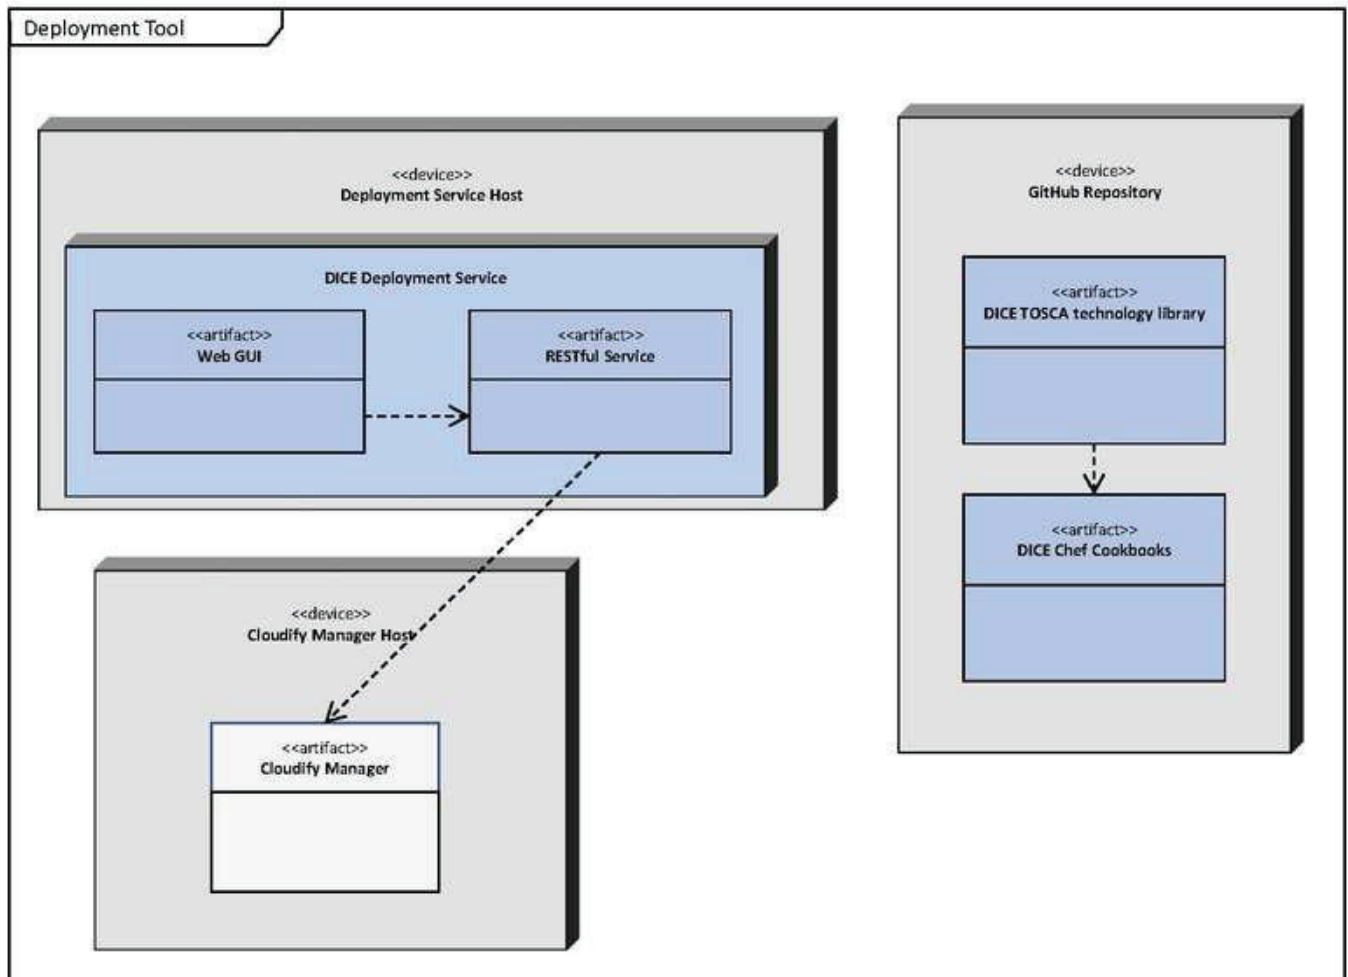 Deployment Tool
<<device>>
Deployment Service Host
DICE Deployment Service
<<artifact>>
Web GUI
<<artifact>>
RESTful Service
<<device>>
Cloudify Manager Host
<<artifact>>
Cloudify Manager
<<device>>
GitHub Repository
<<artifact>>
DICE TOSCA technology library
<<artifact>>
DICE Chef Cookbooks